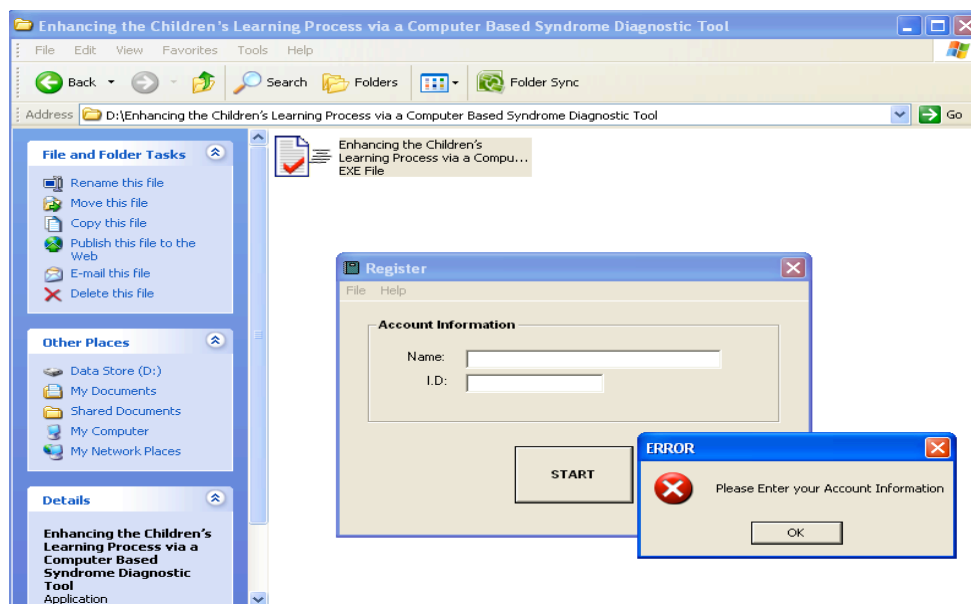 Enhancing the Children's Learning Process via a Computer Based Syndrome Diagnostic Tool
File Edit View Favorites Tools Help
Back Search Folders Folder Sync
Address D:\Enhancing the Children's Learning Process via a Computer Based Syndrome Diagnostic Tool Go
File and Folder Tasks
Rename this file
Move this file
Copy this file
Publish this file to the
Web
E-mail this file
Delete this file
Other Places
Data Store (D:)
My Documents
Shared Documents
My Computer
My Network Places
Details
Enhancing the Children's
Learning Process via a
Computer Based
Syndrome Diagnostic
Tool
Application
Enhancing the Children's
Learning Process via a Compu...
EXE File
Register
File Help
Account Information
Name:
I.D:
START
ERROR
Please Enter your Account Information
OK